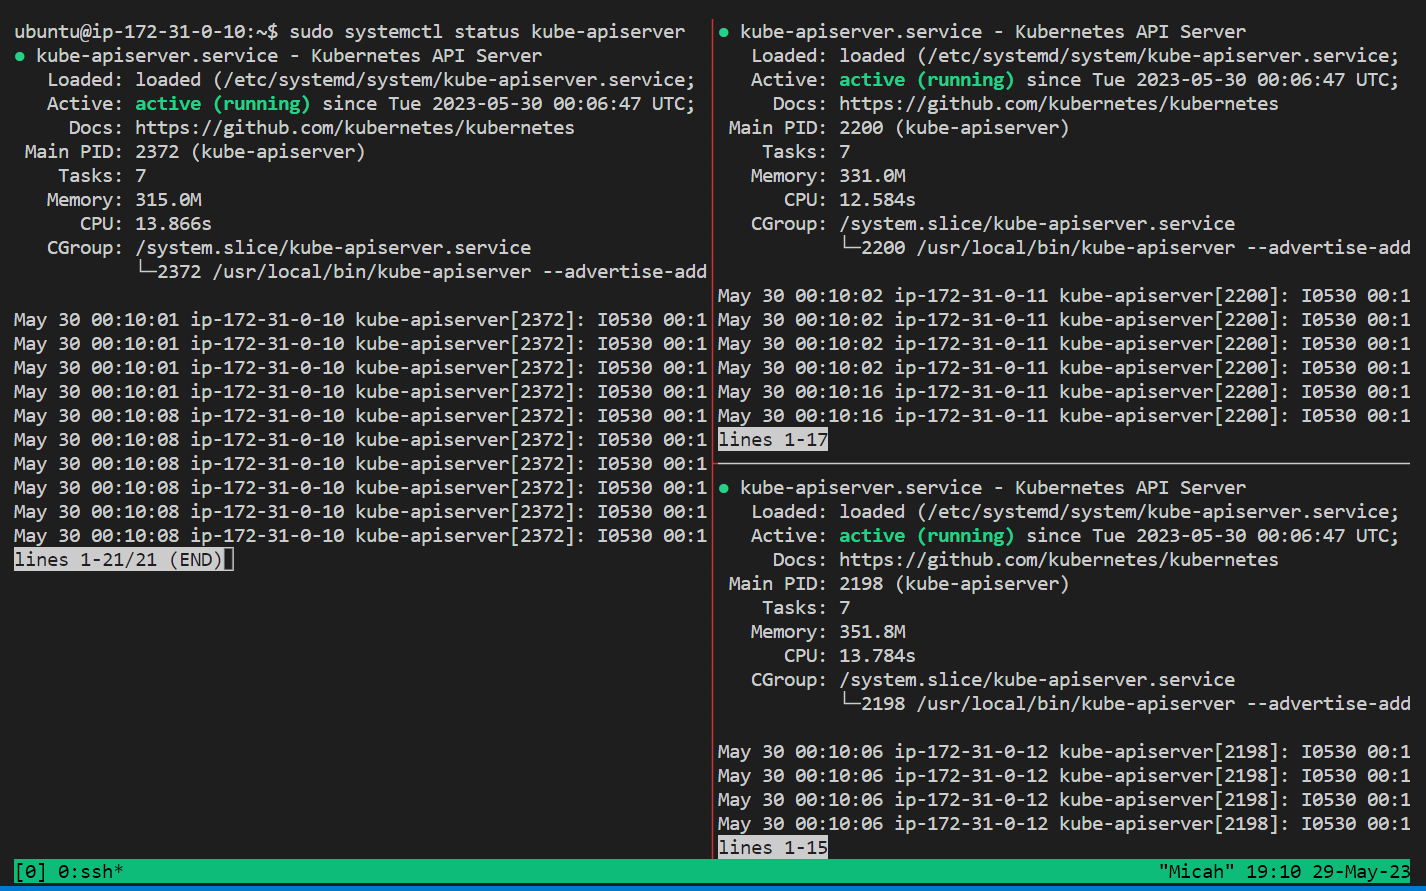 ubuntu@ip-172-31-0-10:~$ sudo systemctl status kube-apiserver
● kube-apiserver.service - Kubernetes API Server
Loaded: loaded (/etc/systemd/system/kube-apiserver.service;
Active: active (running) since Tue 2023-05-30 00:06:47 UTC;
Docs: https://github.com/kubernetes/kubernetes
Main PID: 2372 (kube-apiserver)
Tasks: 7
Memory: 315.0M
CPU: 13.866s
CGroup: /system.slice/kube-apiserver.service
└─2372 /usr/local/bin/kube-apiserver --advertise-add
May 30 00:10:01 ip-172-31-0-10 kube-apiserver[2372]: I0530 00:1
May 30 00:10:01 ip-172-31-0-10 kube-apiserver[2372]: I0530 00:1
May 30 00:10:01 ip-172-31-0-10 kube-apiserver[2372]: I0530 00:1
May 30 00:10:01 ip-172-31-0-10 kube-apiserver[2372]: I0530 00:1
May 30 00:10:08 ip-172-31-0-10 kube-apiserver[2372]: I0530 00:1
May 30 00:10:08 ip-172-31-0-10 kube-apiserver[2372]: I0530 00:1
May 30 00:10:08 ip-172-31-0-10 kube-apiserver[2372]: I0530 00:1
May 30 00:10:08 ip-172-31-0-10 kube-apiserver[2372]: I0530 00:1
May 30 00:10:08 ip-172-31-0-10 kube-apiserver[2372]: I0530 00:1
May 30 00:10:08 ip-172-31-0-10 kube-apiserver[2372]: I0530 00:1
lines 1-21/21 (END)
● kube-apiserver.service - Kubernetes API Server
Loaded: loaded (/etc/systemd/system/kube-apiserver.service;
Active: active (running) since Tue 2023-05-30 00:06:47 UTC;
Docs: https://github.com/kubernetes/kubernetes
Main PID: 2200 (kube-apiserver)
Tasks: 7
Memory: 331.0M
CPU: 12.584s
CGroup: /system.slice/kube-apiserver.service
└─2200 /usr/local/bin/kube-apiserver --advertise-add
May 30 00:10:02 ip-172-31-0-11 kube-apiserver[2200]: I0530 00:1
May 30 00:10:02 ip-172-31-0-11 kube-apiserver[2200]: I0530 00:1
May 30 00:10:02 ip-172-31-0-11 kube-apiserver[2200]: I0530 00:1
May 30 00:10:02 ip-172-31-0-11 kube-apiserver[2200]: I0530 00:1
May 30 00:10:16 ip-172-31-0-11 kube-apiserver[2200]: I0530 00:1
May 30 00:10:16 ip-172-31-0-11 kube-apiserver[2200]: I0530 00:1
lines 1-17
● kube-apiserver.service - Kubernetes API Server
Loaded: loaded (/etc/systemd/system/kube-apiserver.service;
Active: active (running) since Tue 2023-05-30 00:06:47 UTC;
Docs: https://github.com/kubernetes/kubernetes
Main PID: 2198 (kube-apiserver)
Tasks: 7
Memory: 351.8M
CPU: 13.784s
CGroup: /system.slice/kube-apiserver.service
└─2198 /usr/local/bin/kube-apiserver --advertise-add
May 30 00:10:06 ip-172-31-0-12 kube-apiserver[2198]: I0530 00:1
May 30 00:10:06 ip-172-31-0-12 kube-apiserver[2198]: I0530 00:1
May 30 00:10:06 ip-172-31-0-12 kube-apiserver[2198]: I0530 00:1
May 30 00:10:06 ip-172-31-0-12 kube-apiserver[2198]: I0530 00:1
lines 1-15
[0] 0:ssh* "Micah" 19:10 29-May-23